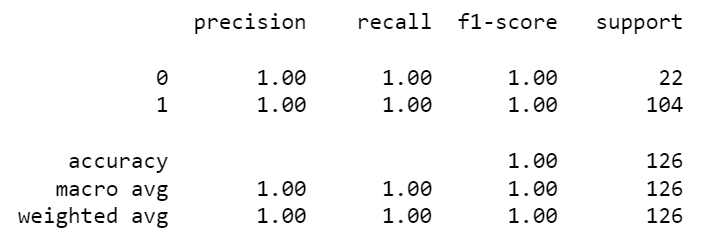 precision recall f1-score support
0 1.00 1.00 1.00 22
1 1.00 1.00 1.00 104
accuracy 1.00 126
macro avg 1.00 1.00 1.00 126
weighted avg 1.00 1.00 1.00 126